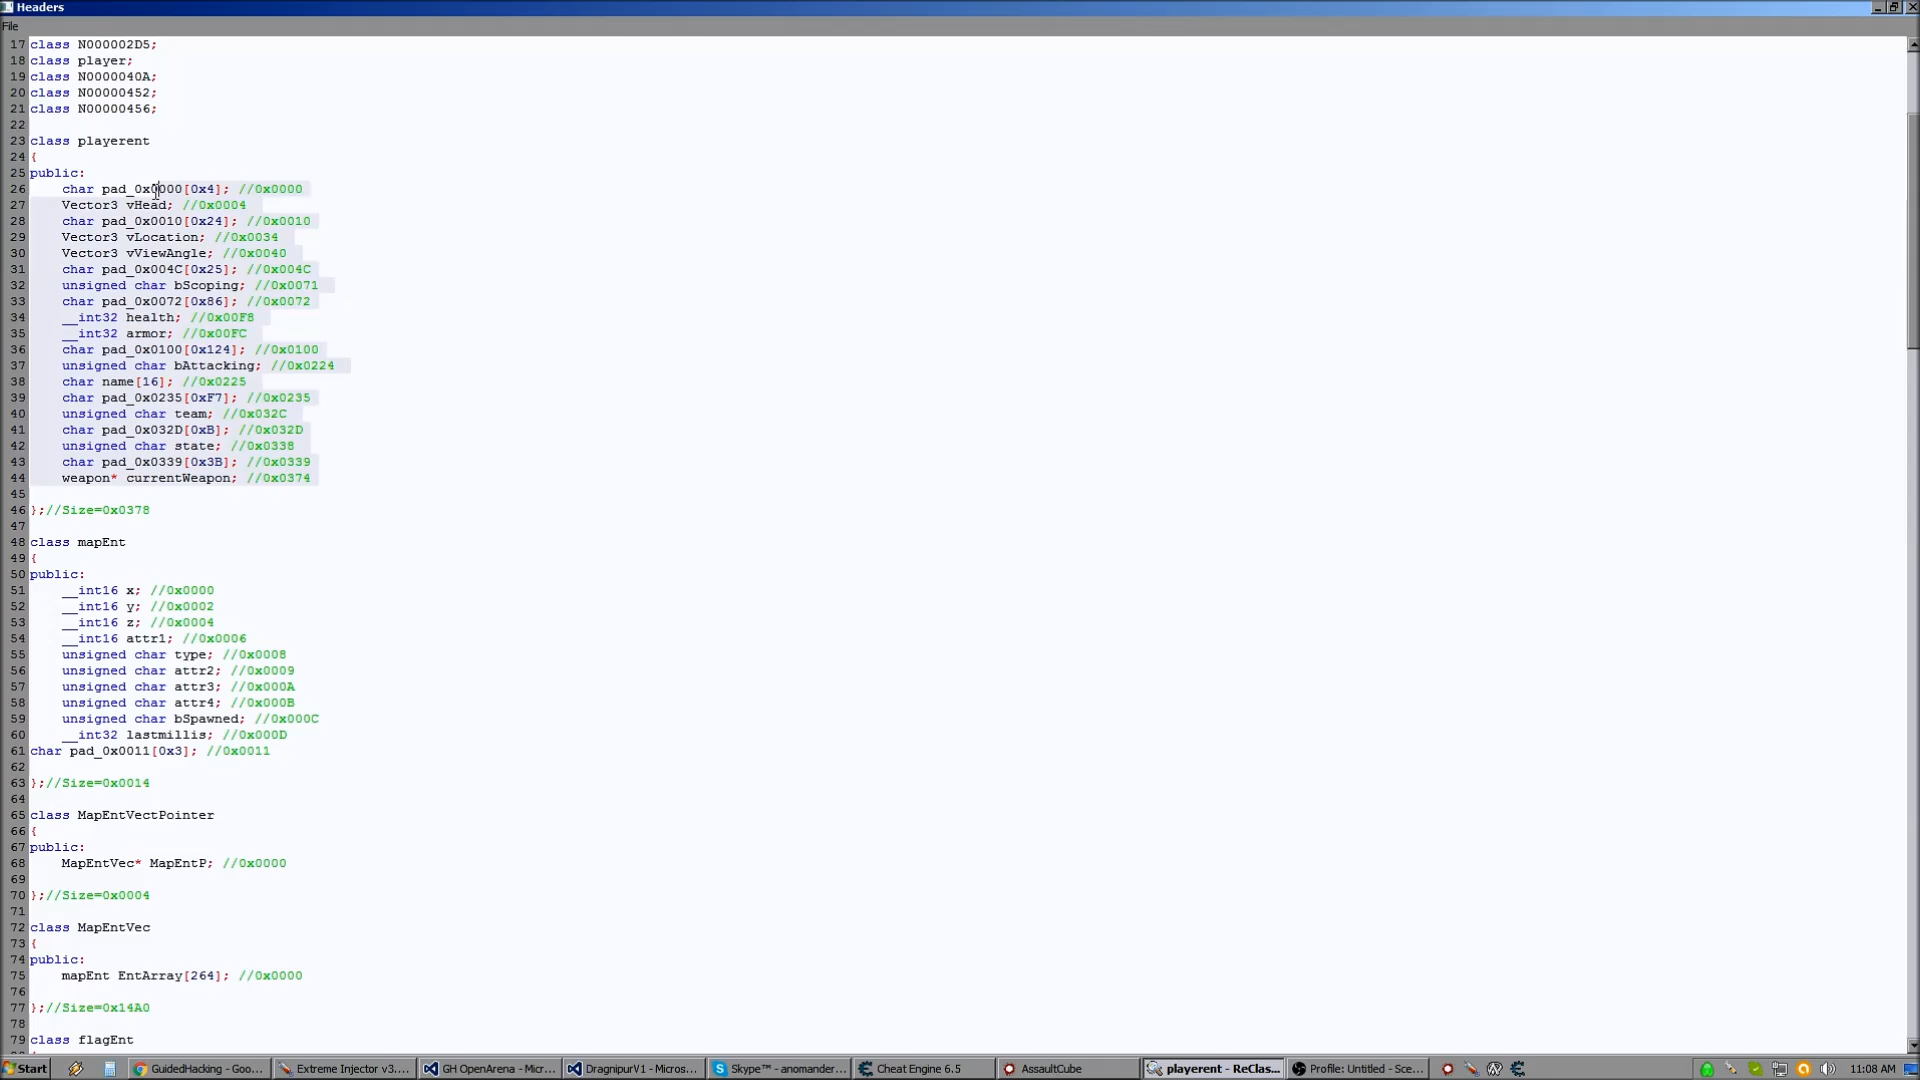 Headers
File
17 class N000002D5;
18 class player;
19 class N0000040A;
20 class N00000452;
21 class N00000456;
22
23 class playerent
24 {
25 public:
26 char pad_0x0000[0x4]; //0x0000
27 Vector3 vHead; //0x0004
28 char pad_0x0010[0x24]; //0x0010
29 Vector3 vLocation; //0x0034
30 Vector3 vViewAngle; //0x0040
31 char pad_0x004C[0x25]; //0x004C
32 unsigned char bScoping; //0x0071
33 char pad_0x0072[0x86]; //0x0072
34 __int32 health; //0x00F8
35 __int32 armor; //0x00FC
36 char pad_0x0100[0x124]; //0x0100
37 unsigned char bAttacking; //0x0224
38 char name[16]; //0x0225
39 char pad_0x0235[0xF7]; //0x0235
40 unsigned char team; //0x032C
41 char pad_0x032D[0xB]; //0x032D
42 unsigned char state; //0x0338
43 char pad_0x0339[0x3B]; //0x0339
44 weapon* currentWeapon; //0x0374
45
46 };//Size=0x0378
47
48 class mapEnt
49 {
50 public:
51 __int16 x; //0x0000
52 __int16 y; //0x0002
53 __int16 z; //0x0004
54 __int16 attr1; //0x0006
55 unsigned char type; //0x0008
56 unsigned char attr2; //0x0009
57 unsigned char attr3; //0x000A
58 unsigned char attr4; //0x000B
59 unsigned char bSpawned; //0x000C
60 __int32 lastmillis; //0x000D
61 char pad_0x0011[0x3]; //0x0011
62
63 };//Size=0x0014
64
65 class MapEntVectPointer
66 {
67 public:
68 MapEntVec* MapEntP; //0x0000
69
70 };//Size=0x0004
71
72 class MapEntVec
73 {
74 public:
75 mapEnt EntArray[264]; //0x0000
76
77 };//Size=0x14A0
78
79 class flagEnt
Start GuidedHacking - Goo... Extreme Injector v3.... GH OpenArena - Micr... DragnipurV1 - Micros... Skype™ - anomander... Cheat Engine 6.5 AssaultCube playerent - ReClas... Profile: Untitled - Sce... 11:08 AM